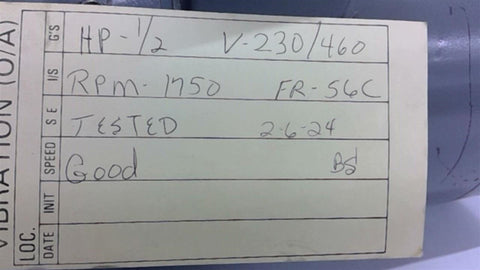 HP-1/2 V-230/460
RPM-1750 FR-56C
TESTED 2-6-24
Good BS
VIBRATION (O/A)
LOC.
DATE INIT SPEED S E I/S G'S